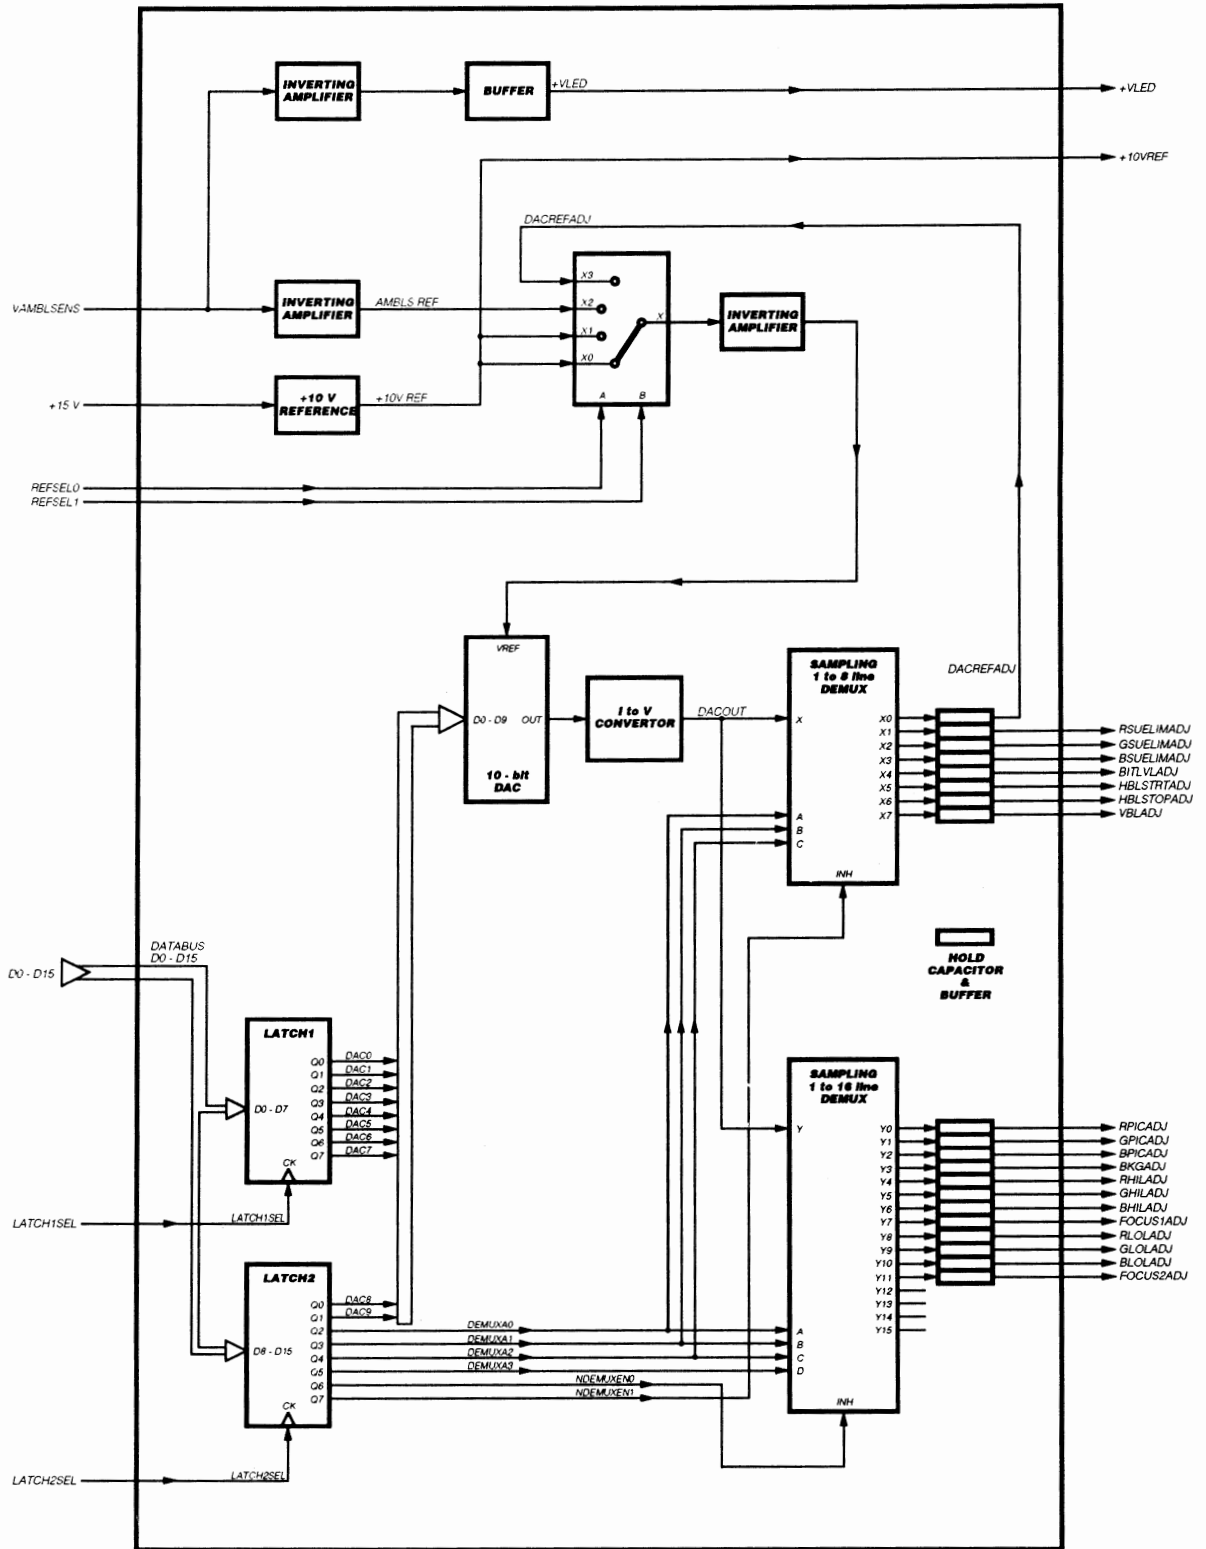 INVERTING
AMPLIFIER
BUFFER
+VLED
+VLED
+10VREF
DACREFADJ
VAMBLSENS
INVERTING
AMPLIFIER
AMBLS REF
X3
X2
X1
X0
X
A
B
INVERTING
AMPLIFIER
+15 V
+10 V
REFERENCE
+10V REF
REFSEL0
REFSEL1
VREF
D0 - D9
OUT
10 - bit
DAC
I to V
CONVERTOR
DACOUT
SAMPLING
1 to 8 line
DEMUX
X
A
B
C
INH
X0
X1
X2
X3
X4
X5
X6
X7
DACREFADJ
RSUELIMADJ
GSUELIMADJ
BSUELIMADJ
BITLVLADJ
HBLSTRTADJ
HBLSTOPADJ
VBLADJ
HOLD
CAPACITOR
&
BUFFER
D0 - D15
DATABUS
D0 - D15
LATCH1
D0 - D7
CK
Q0
Q1
Q2
Q3
Q4
Q5
Q6
Q7
DAC0
DAC1
DAC2
DAC3
DAC4
DAC5
DAC6
DAC7
LATCH1SEL
LATCH1SEL
LATCH2
D8 - D15
CK
Q0
Q1
Q2
Q3
Q4
Q5
Q6
Q7
DAC8
DAC9
DEMUXA0
DEMUXA1
DEMUXA2
DEMUXA3
NDEMUXEN0
NDEMUXEN1
LATCH2SEL
LATCH2SEL
SAMPLING
1 to 16 line
DEMUX
Y
A
B
C
D
INH
Y0
Y1
Y2
Y3
Y4
Y5
Y6
Y7
Y8
Y9
Y10
Y11
Y12
Y13
Y14
Y15
RPICADJ
GPICADJ
BPICADJ
BKGADJ
RHILADJ
GHILADJ
BHILADJ
FOCUS1ADJ
RLOLADJ
GLOLADJ
BLOLADJ
FOCUS2ADJ